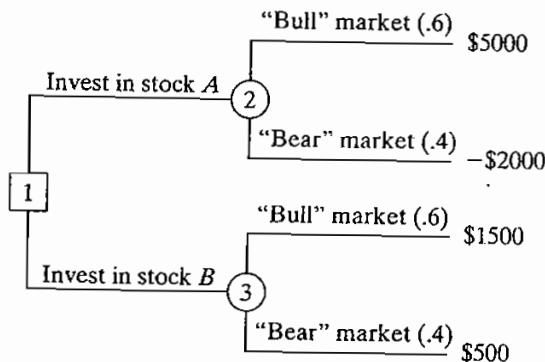 "Bull" market (.6)
$5000
Invest in stock A
2
"Bear" market (.4)
−$2000
1
"Bull" market (.6)
$1500
Invest in stock B
3
"Bear" market (.4)
$500